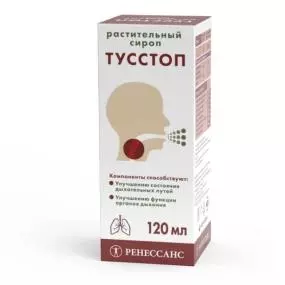 растительный
сироп
ТУССТОП
Компоненты способствуют:
Улучшению состояния
дыхательных путей
Улучшению функции
органов дыхания
120 мл
РЕНЕССАНС